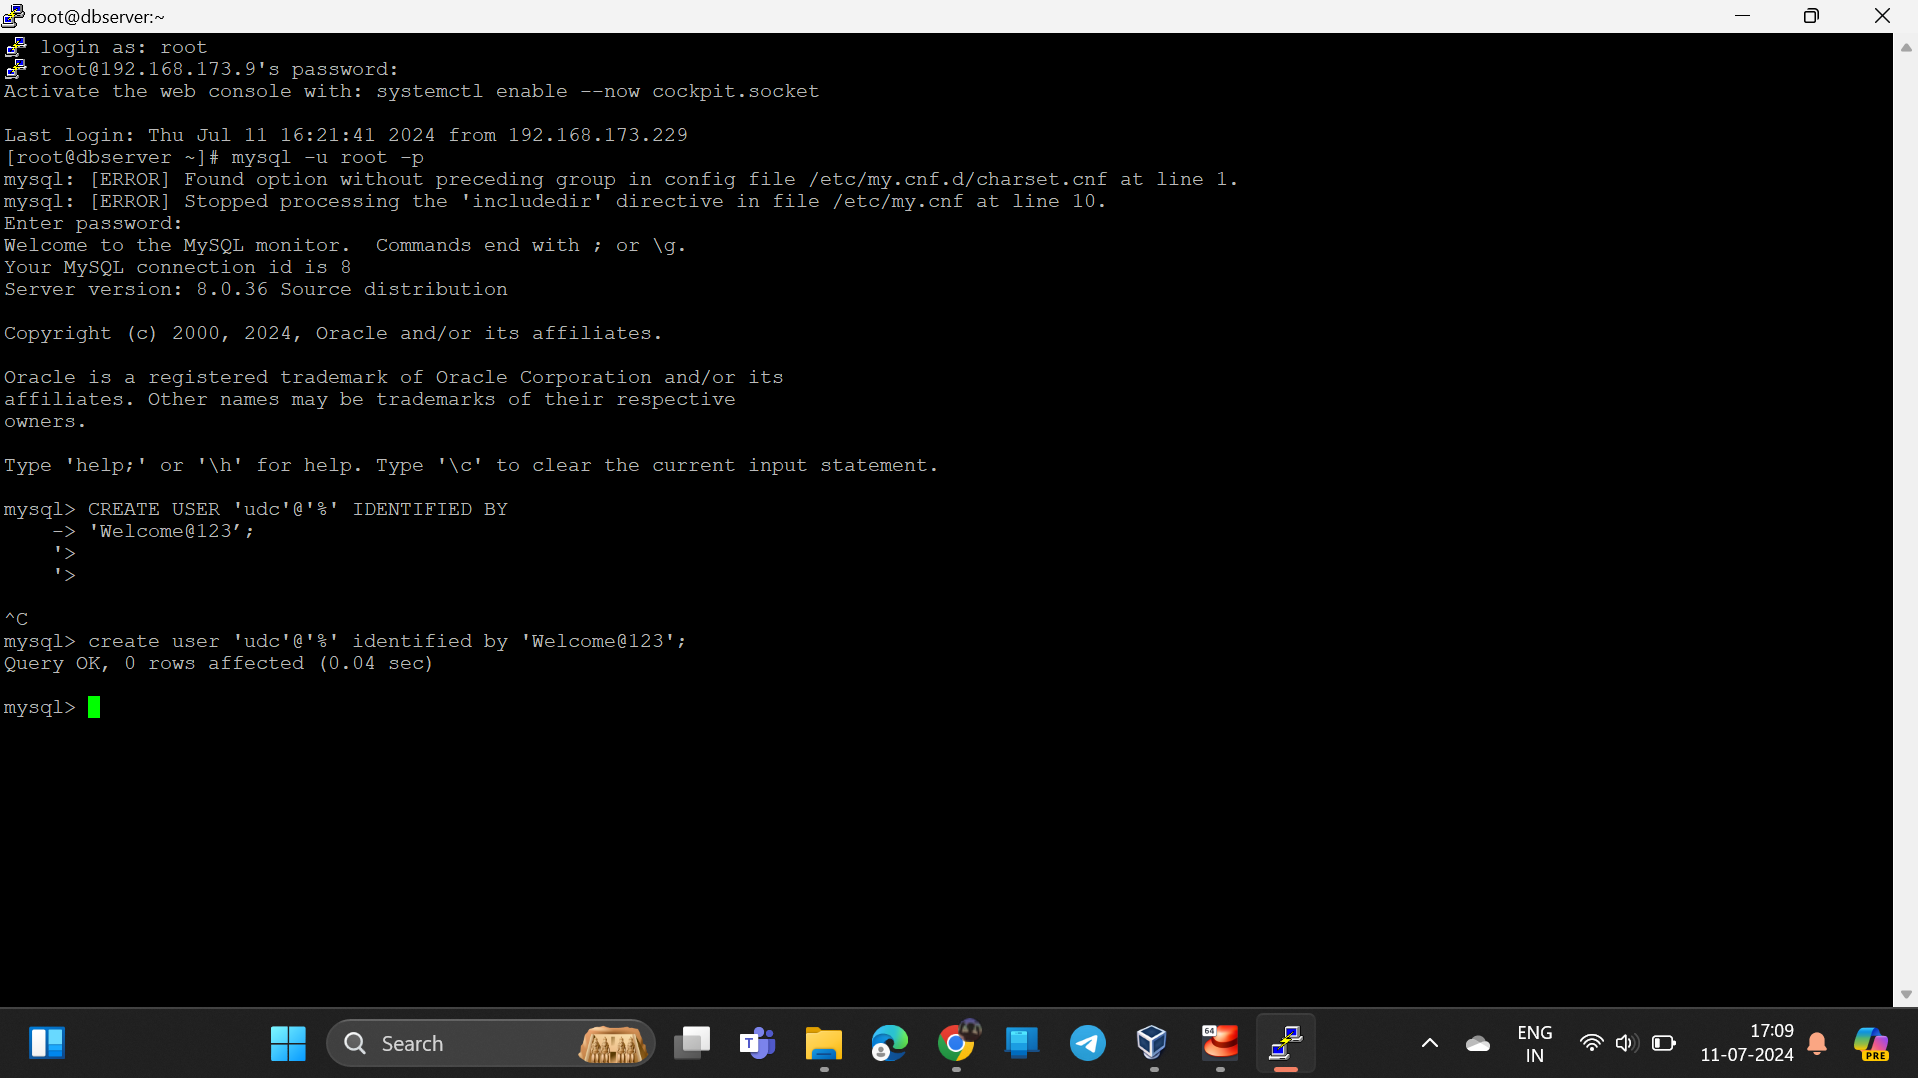 root@dbserver:~
login as: root
root@192.168.173.9's password:
Activate the web console with: systemctl enable --now cockpit.socket
Last login: Thu Jul 11 16:21:41 2024 from 192.168.173.229
[root@dbserver ~]# mysql -u root -p
mysql: [ERROR] Found option without preceding group in config file /etc/my.cnf.d/charset.cnf at line 1.
mysql: [ERROR] Stopped processing the 'includedir' directive in file /etc/my.cnf at line 10.
Enter password:
Welcome to the MySQL monitor.  Commands end with ; or \g.
Your MySQL connection id is 8
Server version: 8.0.36 Source distribution
Copyright (c) 2000, 2024, Oracle and/or its affiliates.
Oracle is a registered trademark of Oracle Corporation and/or its
affiliates. Other names may be trademarks of their respective
owners.
Type 'help;' or '\h' for help. Type '\c' to clear the current input statement.
mysql> CREATE USER 'udc'@'%' IDENTIFIED BY
    -> 'Welcome@123’;
    '>
    '>
^C
mysql> create user 'udc'@'%' identified by 'Welcome@123';
Query OK, 0 rows affected (0.04 sec)
mysql>
Search
T
64
ENG
IN
17:09
11-07-2024
PRE